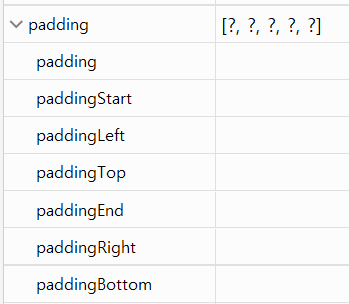 padding [?, ?, ?, ?, ?]
padding
paddingStart
paddingLeft
paddingTop
paddingEnd
paddingRight
paddingBottom